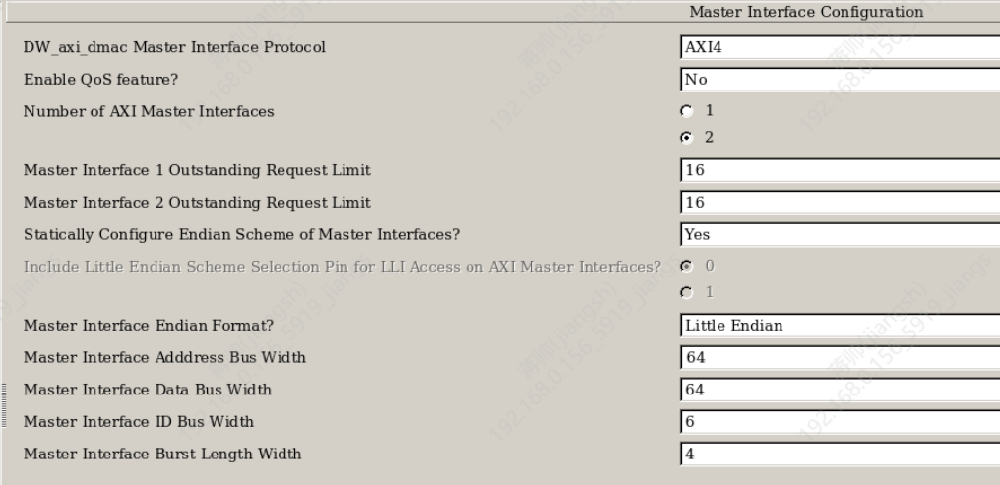 Master Interface Configuration
DW_axi_dmac Master Interface Protocol AXI4
Enable QoS feature? No
Number of AXI Master Interfaces 1
2
Master Interface 1 Outstanding Request Limit 16
Master Interface 2 Outstanding Request Limit 16
Statically Configure Endian Scheme of Master Interfaces? Yes
Include Little Endian Scheme Selection Pin for LLI Access on AXI Master Interfaces? 0
1
Master Interface Endian Format? Little Endian
Master Interface Adddress Bus Width 64
Master Interface Data Bus Width 64
Master Interface ID Bus Width 6
Master Interface Burst Length Width 4